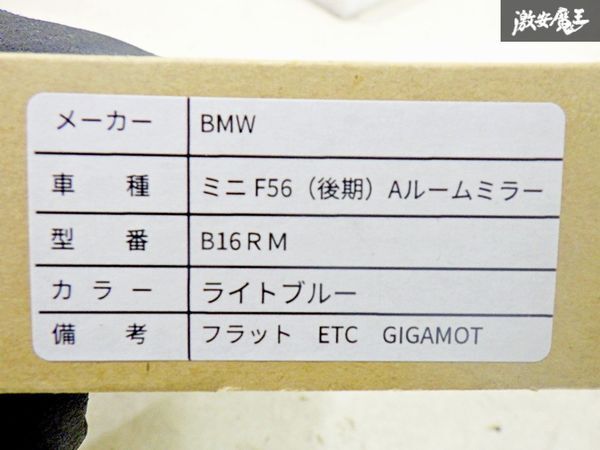 激安魔王
メーカー BMW
車種 ミニ F56（後期）Aルームミラー
型番 B16RM
カラー ライトブルー
備考 フラット ETC GIGAMOT